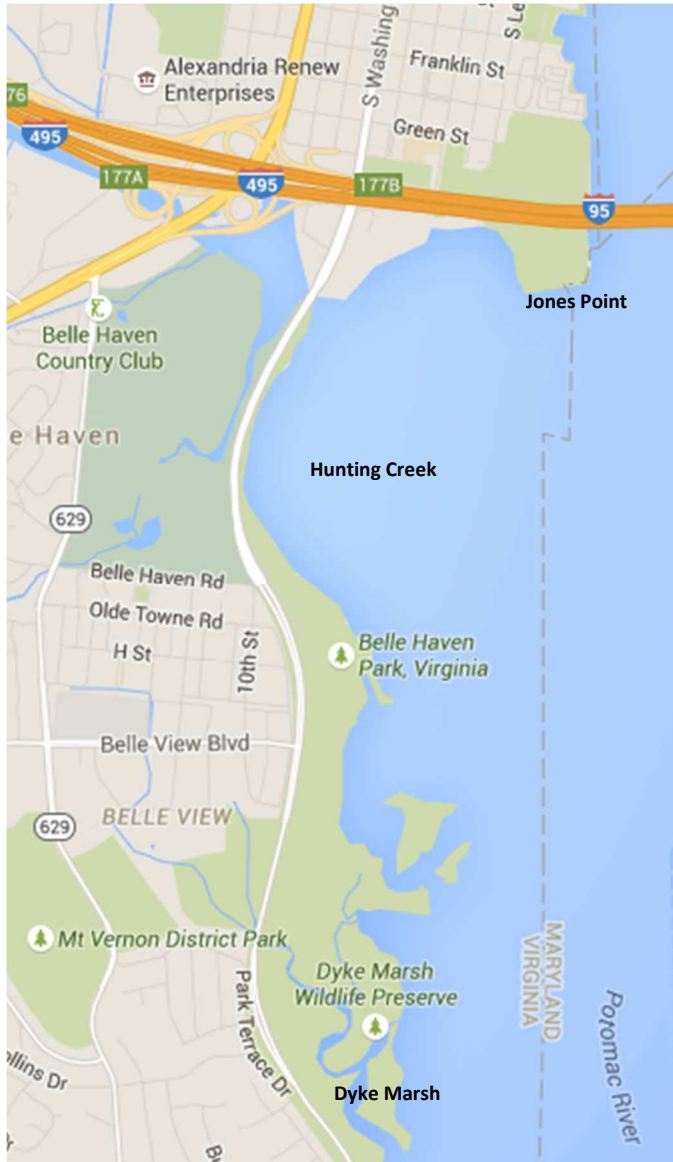 S Le
Alexandria Renew
Enterprises
S Washing
Franklin St
76
495
Green St
177A
495
177B
95
Jones Point
Belle Haven
Country Club
e Haven
Hunting Creek
629
Belle Haven Rd
Olde Towne Rd
H St
10th St
Belle Haven
Park, Virginia
Belle View Blvd
BELLE VIEW
629
Mt Vernon District Park
MARYLAND
VIRGINIA
Dyke Marsh
Wildlife Preserve
Potomac River
Park Terrace Dr
ollins Dr
Dyke Marsh